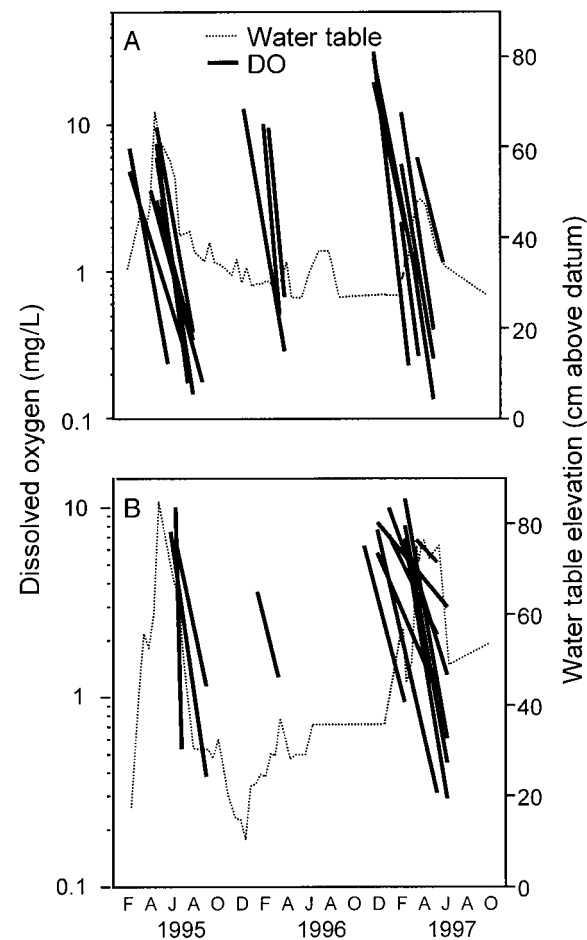 A
Water table
DO
80
60
40
20
0
10
1
0.1
Dissolved oxygen (mg/L)
Water table elevation (cm above datum)
B
80
60
40
20
0
10
1
0.1
F A J A O D F A J A O D F A J A O
1995 1996 1997